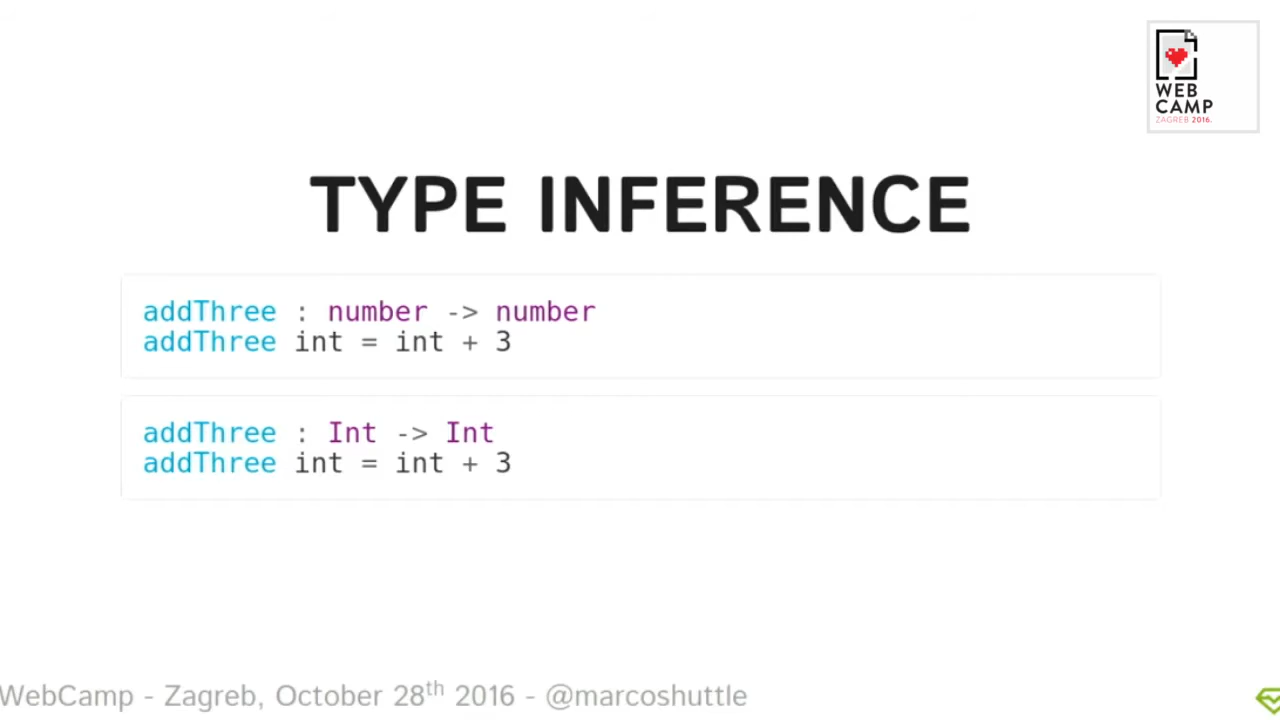 WEB
CAMP
ZAGREB 2016.
TYPE INFERENCE
addThree : number -> number
addThree int = int + 3
addThree : Int -> Int
addThree int = int + 3
WebCamp - Zagreb, October 28th 2016 - @marcoshuttle